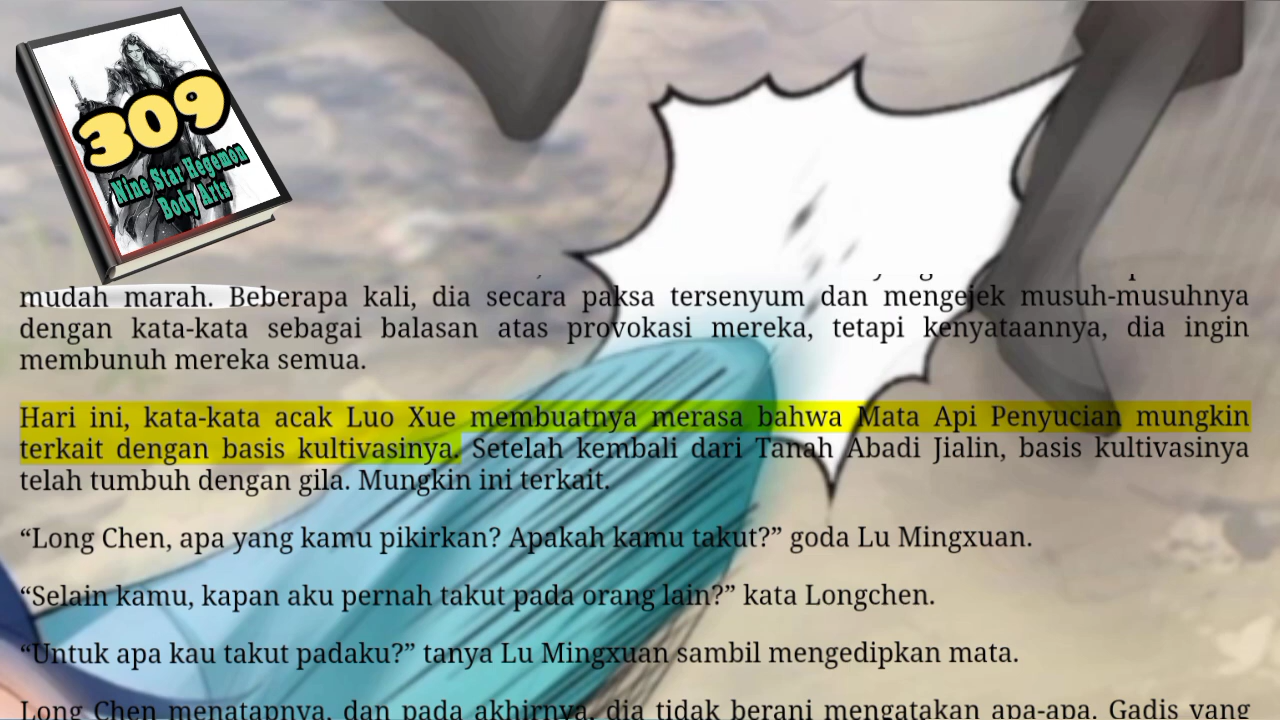 309
Nine Star Hegemon
Body Arts
mudah marah. Beberapa kali, dia secara paksa tersenyum dan mengejek musuh-musuhnya
dengan kata-kata sebagai balasan atas provokasi mereka, tetapi kenyataannya, dia ingin
membunuh mereka semua.
Hari ini, kata-kata acak Luo Xue membuatnya merasa bahwa Mata Api Penyucian mungkin
terkait dengan basis kultivasinya. Setelah kembali dari Tanah Abadi Jialin, basis kultivasinya
telah tumbuh dengan gila. Mungkin ini terkait.
“Long Chen, apa yang kamu pikirkan? Apakah kamu takut?” goda Lu Mingxuan.
“Selain kamu, kapan aku pernah takut pada orang lain?” kata Longchen.
“Untuk apa kau takut padaku?” tanya Lu Mingxuan sambil mengedipkan mata.
Long Chen menatapnya, dan pada akhirnya, dia tidak berani mengatakan apa-apa. Gadis yang